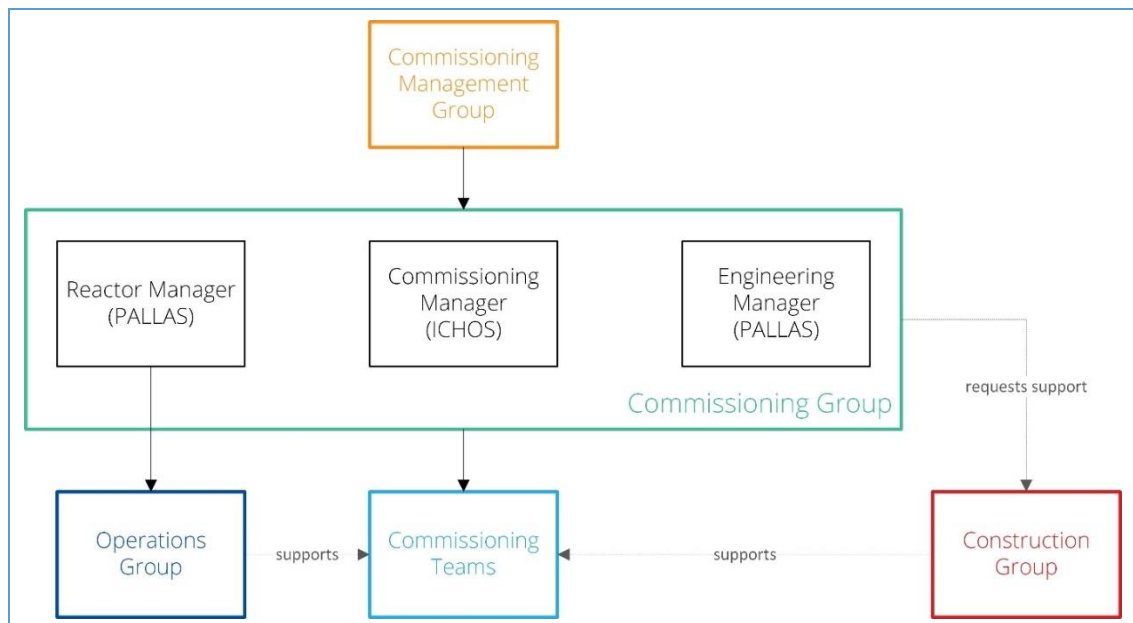 Commissioning
Management
Group
Reactor Manager
(PALLAS)
Commissioning
Manager
(ICHOS)
Engineering
Manager
(PALLAS)
requests support
Commissioning Group
Operations
Group
supports
Commissioning
Teams
supports
Construction
Group